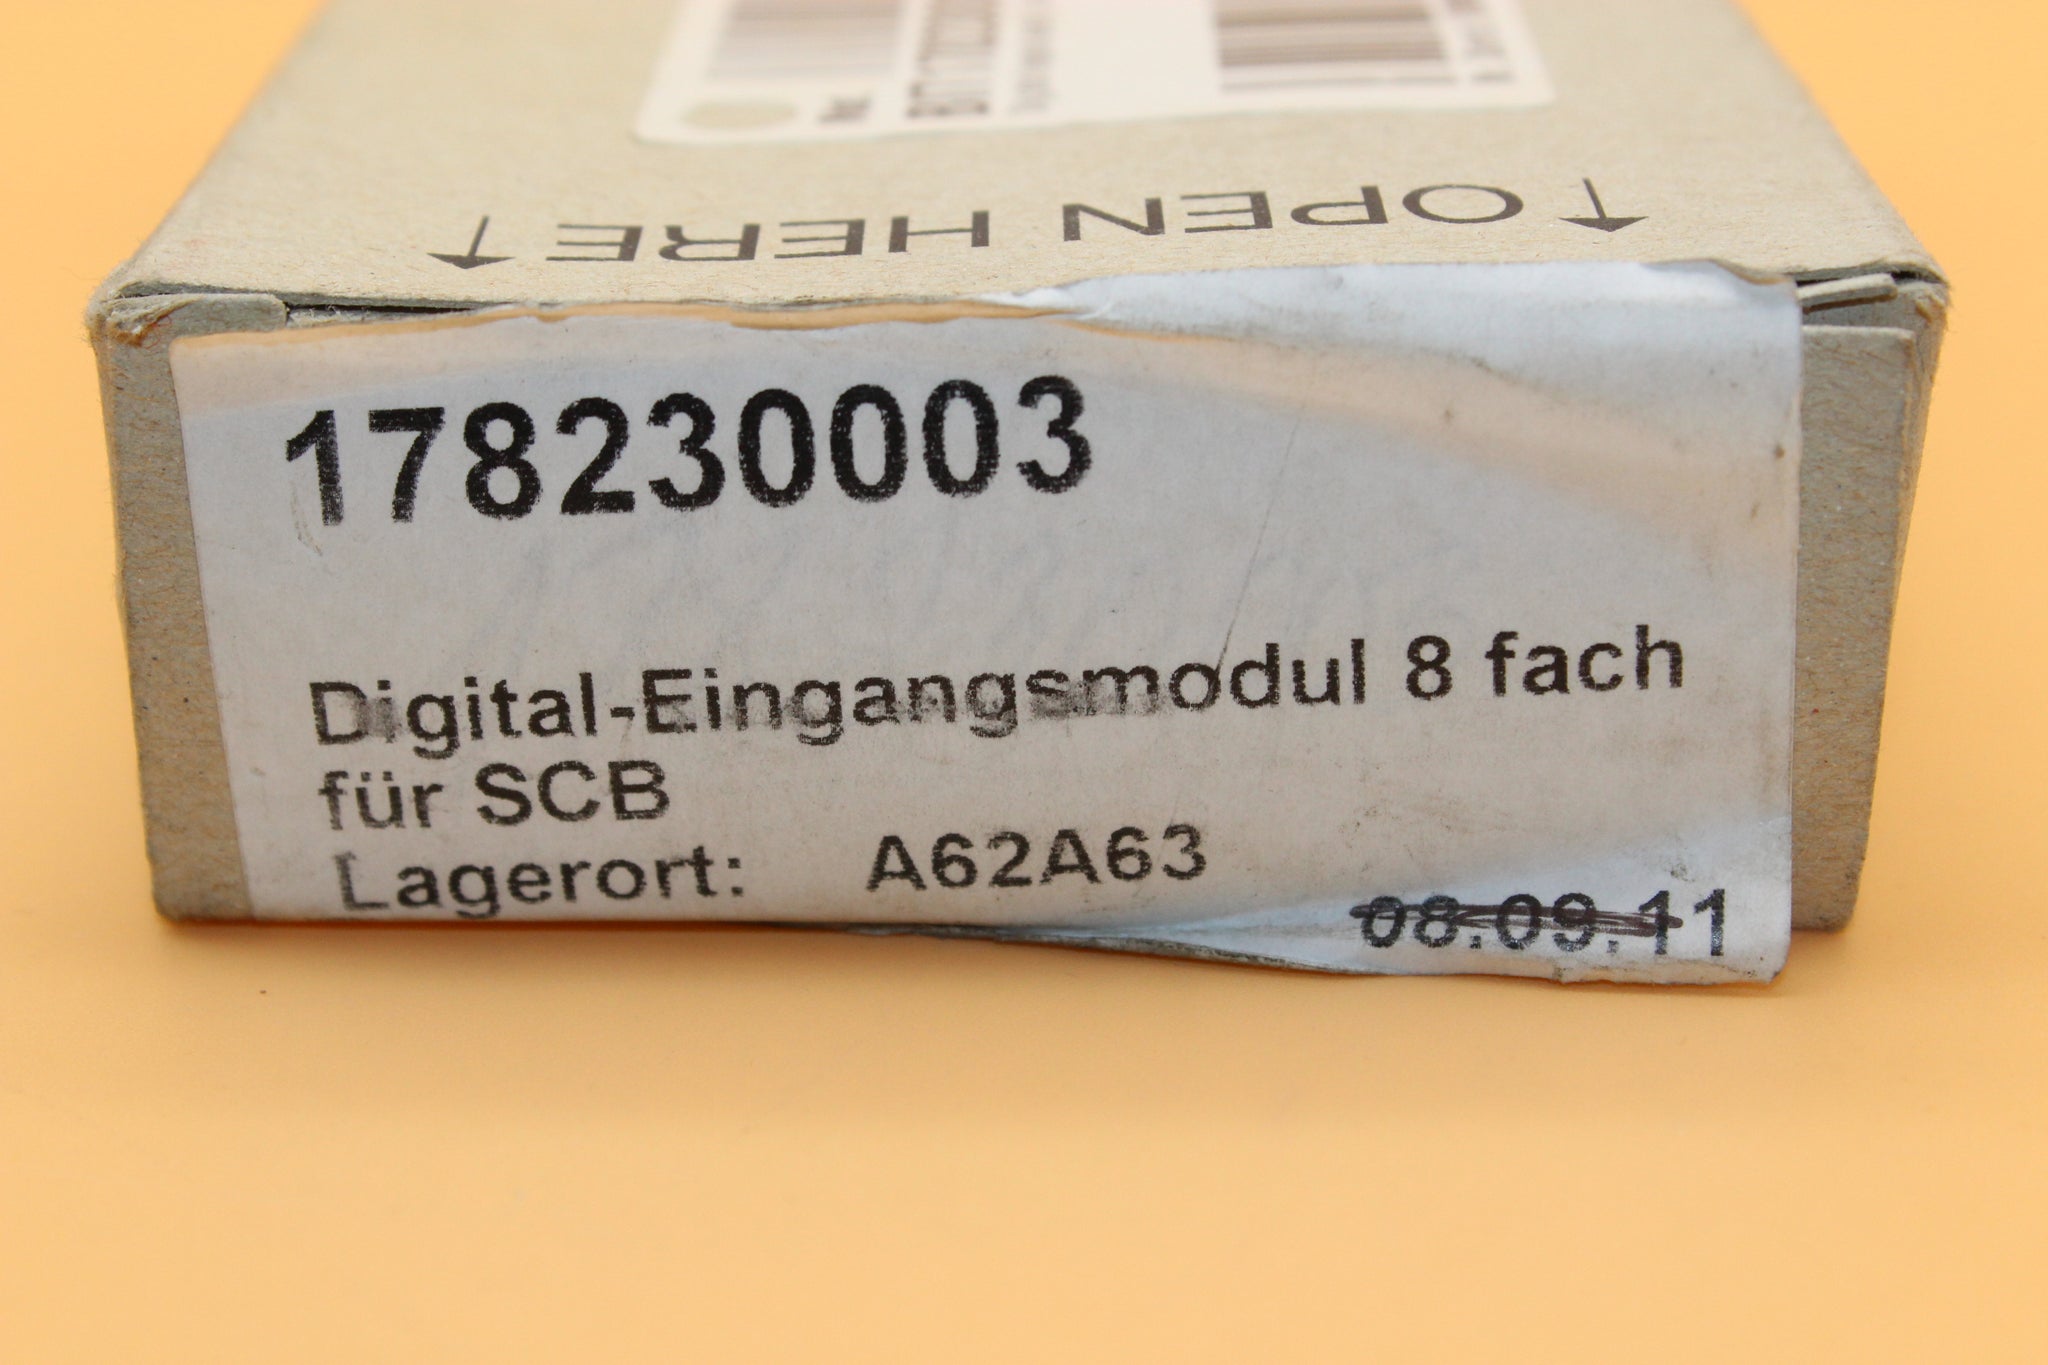 ↑OPEN HERE↑
178230003
Digital-Eingangsmodul 8 fach
für SCB
Lagerort: A62A63
08.09.11